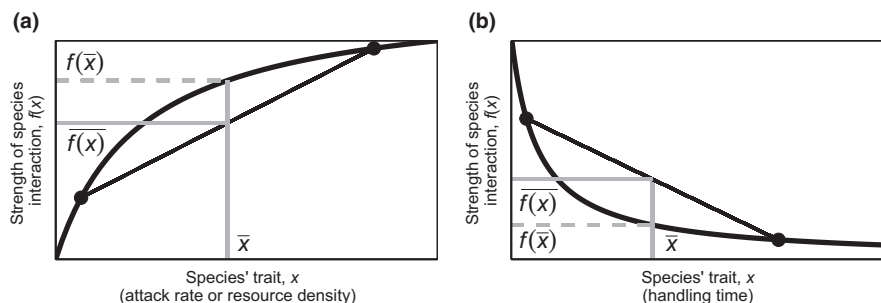 (a)
f(x̅)
f(x)̅
x̅
Strength of species
interaction, f(x)
Species' trait, x
(attack rate or resource density)
(b)
f(x)̅
f(x̅)
x̅
Strength of species
interaction, f(x)
Species' trait, x
(handling time)